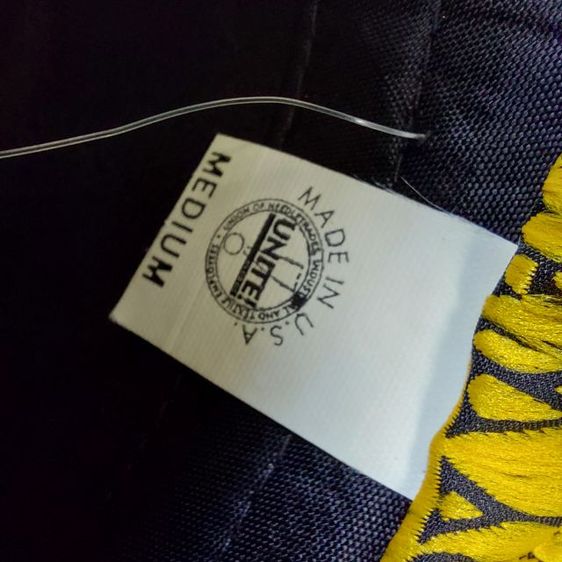 MEDIUM
MADE IN U.S.A.
UNION OF NEEDLETRADES INDUSTRIAL AND TEXTILE EMPLOYEES
UNITE!